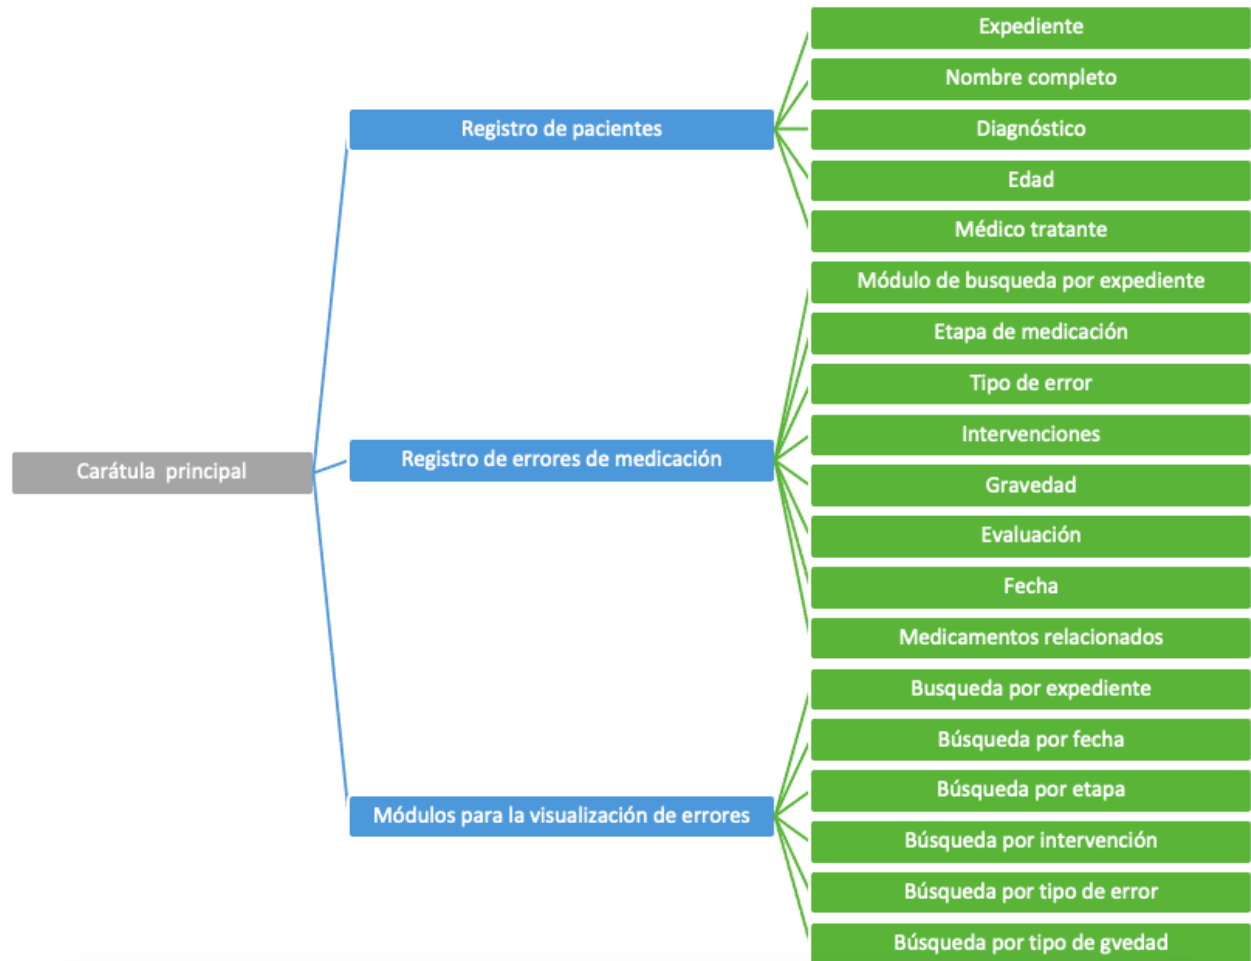 Carátula  principal
Registro de pacientes
Expediente
Nombre completo
Diagnóstico
Edad
Médico tratante
Registro de errores de medicación
Módulo de busqueda por expediente
Etapa de medicación
Tipo de error
Intervenciones
Gravedad
Evaluación
Fecha
Medicamentos relacionados
Módulos para la visualización de errores
Busqueda por expediente
Búsqueda por fecha
Búsqueda por etapa
Búsqueda por intervención
Búsqueda por tipo de error
Búsqueda por tipo de gvedad